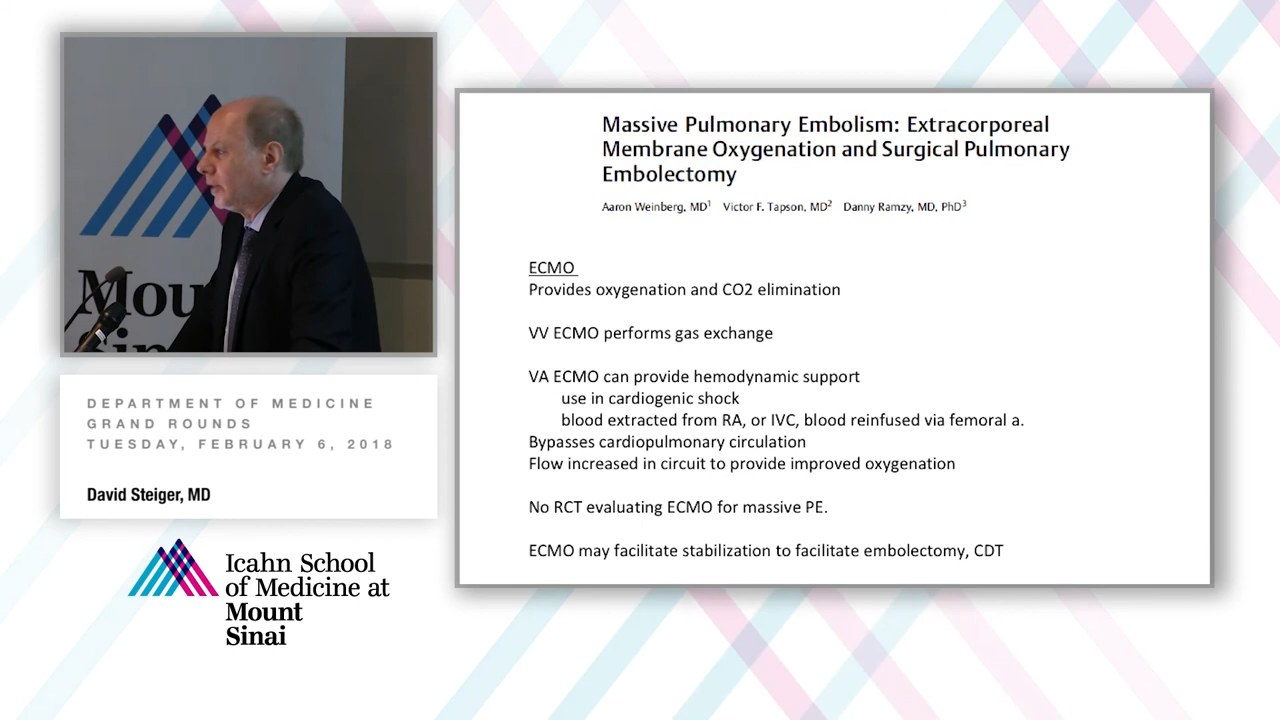 Mou
Sin
DEPARTMENT OF MEDICINE
GRAND ROUNDS
TUESDAY, FEBRUARY 6, 2018
David Steiger, MD
Icahn School
of Medicine at
Mount
Sinai
Massive Pulmonary Embolism: Extracorporeal
Membrane Oxygenation and Surgical Pulmonary
Embolectomy
Aaron Weinberg, MD1 Victor F. Tapson, MD2 Danny Ramzy, MD, PhD3
ECMO
Provides oxygenation and CO2 elimination
VV ECMO performs gas exchange
VA ECMO can provide hemodynamic support
use in cardiogenic shock
blood extracted from RA, or IVC, blood reinfused via femoral a.
Bypasses cardiopulmonary circulation
Flow increased in circuit to provide improved oxygenation
No RCT evaluating ECMO for massive PE.
ECMO may facilitate stabilization to facilitate embolectomy, CDT